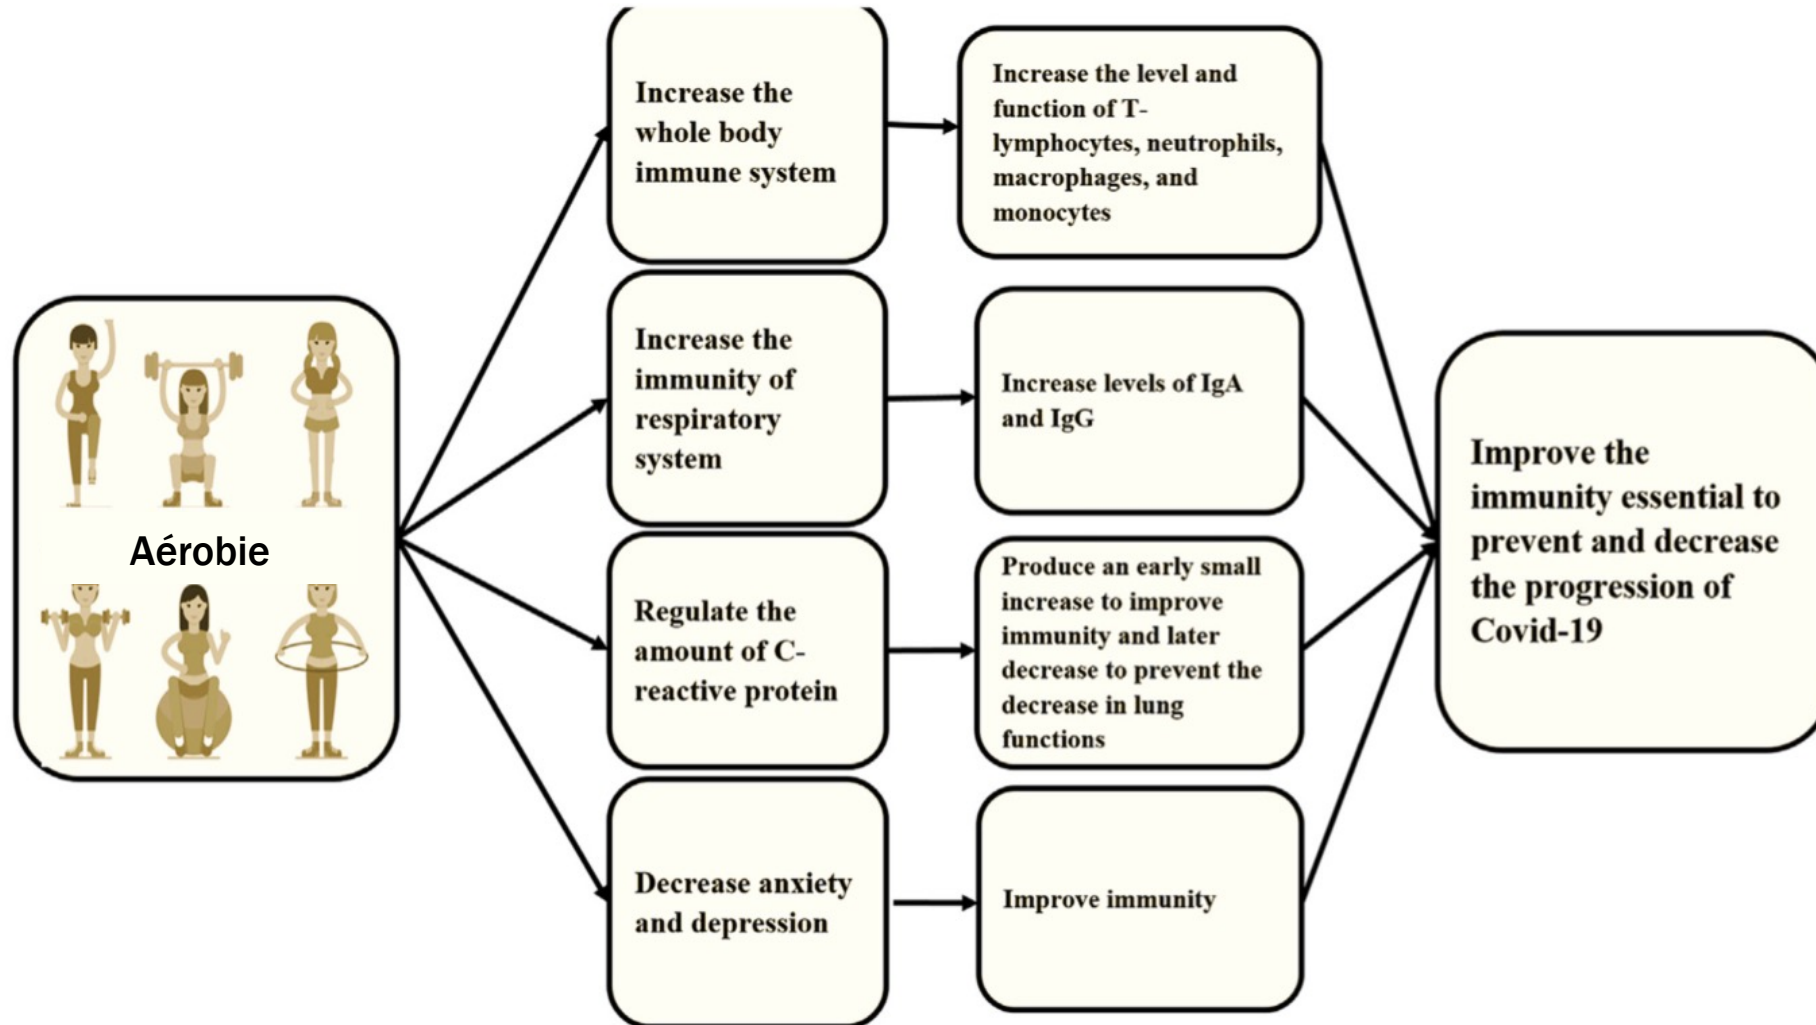 Aérobie
Increase the
whole body
immune system
Increase the level and
function of T-
lymphocytes, neutrophils,
macrophages, and
monocytes
Increase the
immunity of
respiratory
system
Increase levels of IgA
and IgG
Regulate the
amount of C-
reactive protein
Produce an early small
increase to improve
immunity and later
decrease to prevent the
decrease in lung
functions
Decrease anxiety
and depression
Improve immunity
Improve the
immunity essential to
prevent and decrease
the progression of
Covid-19